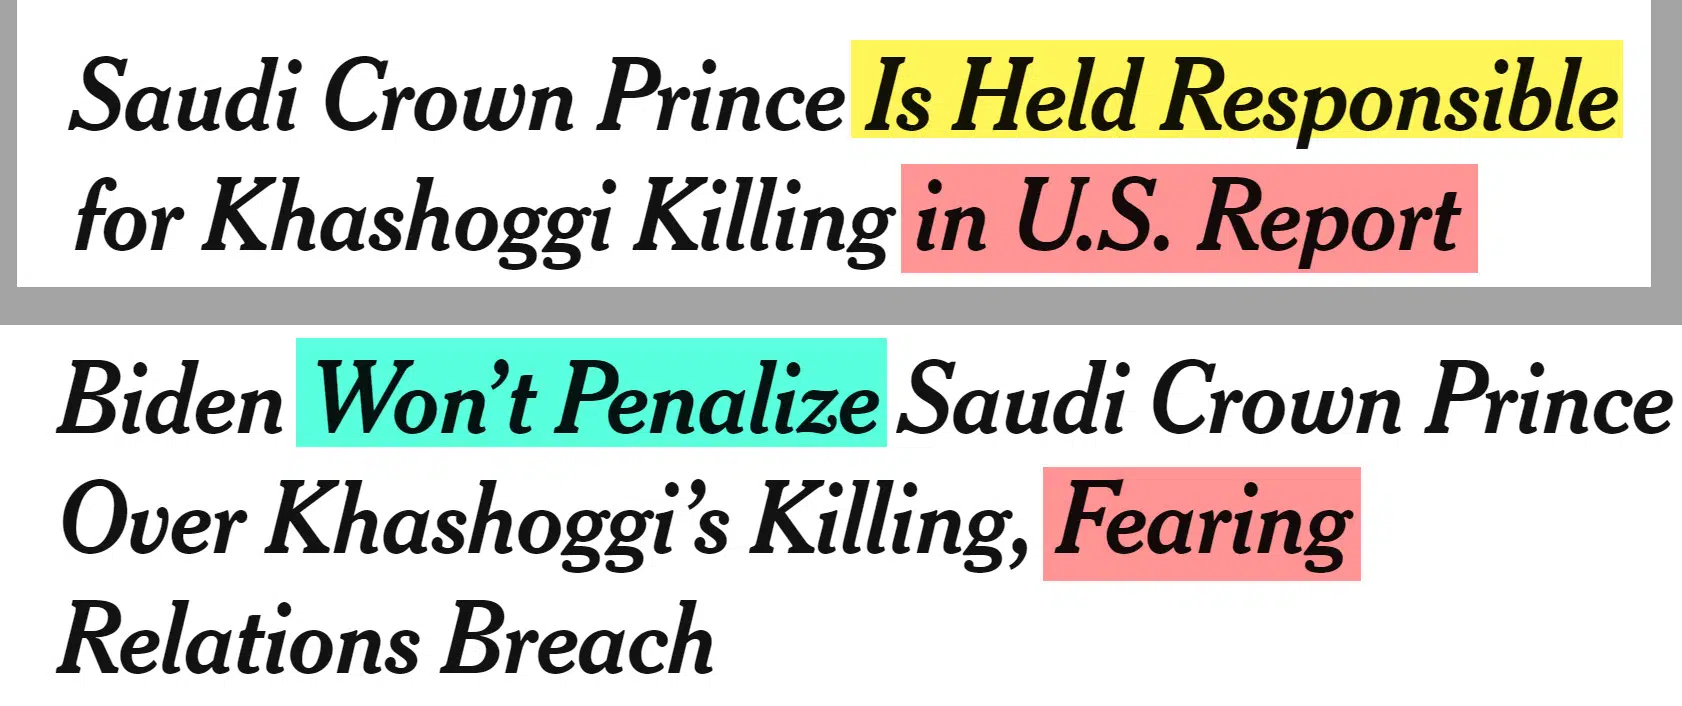 Saudi Crown Prince Is Held Responsible
for Khashoggi Killing in U.S. Report
Biden Won’t Penalize Saudi Crown Prince
Over Khashoggi’s Killing, Fearing
Relations Breach